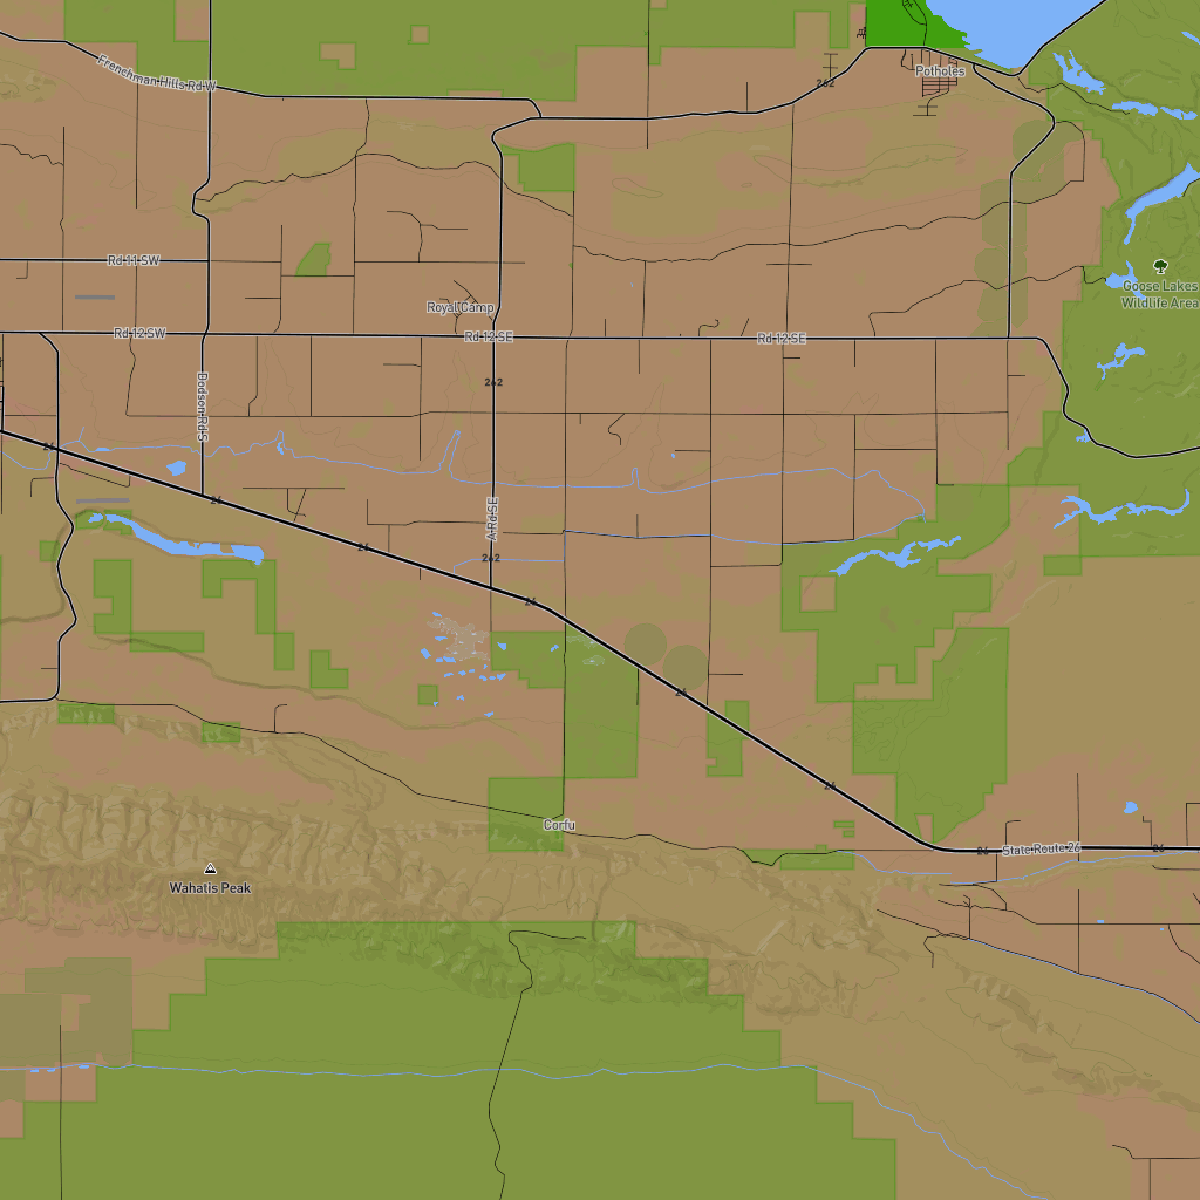 Potholes
262
Frenchman Hills Rd W
Rd 11 SW
Goose Lakes
Wildlife Area
Royal Camp
Rd 12 SW
Rd 12 SE
Rd 12 SE
262
Dodson Rd S
26
26
A Rd SE
26
262
26
26
26
Corfu
26
State Route 26
26
Wahatis Peak